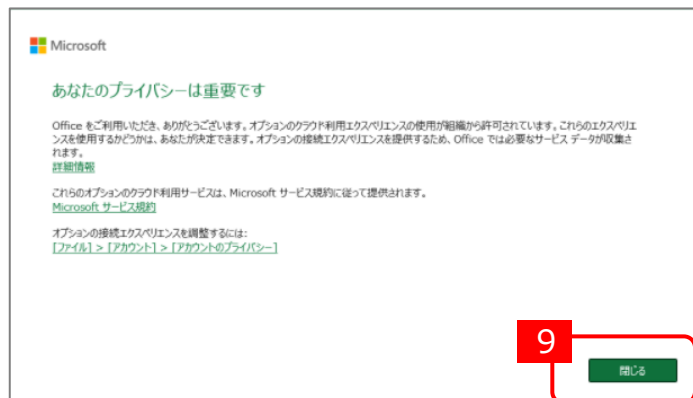 Microsoft
あなたのプライバシーは重要です
Office をご利用いただき、ありがとうございます。オプションのクラウド利用エクスペリエンスの使用が組織から許可されています。これらのエクスペリエ
ンスを使用するかどうかは、あなたが決定できます。オプションの接続エクスペリエンスを提供するため、Office では必要なサービス データが収集さ
れます。
詳細情報
これらのオプションのクラウド利用サービスは、Microsoft サービス規約に従って提供されます。
Microsoft サービス規約
オプションの接続エクスペリエンスを調整するには:
[ファイル] > [アカウント] > [アカウントのプライバシー]
9
閉じる